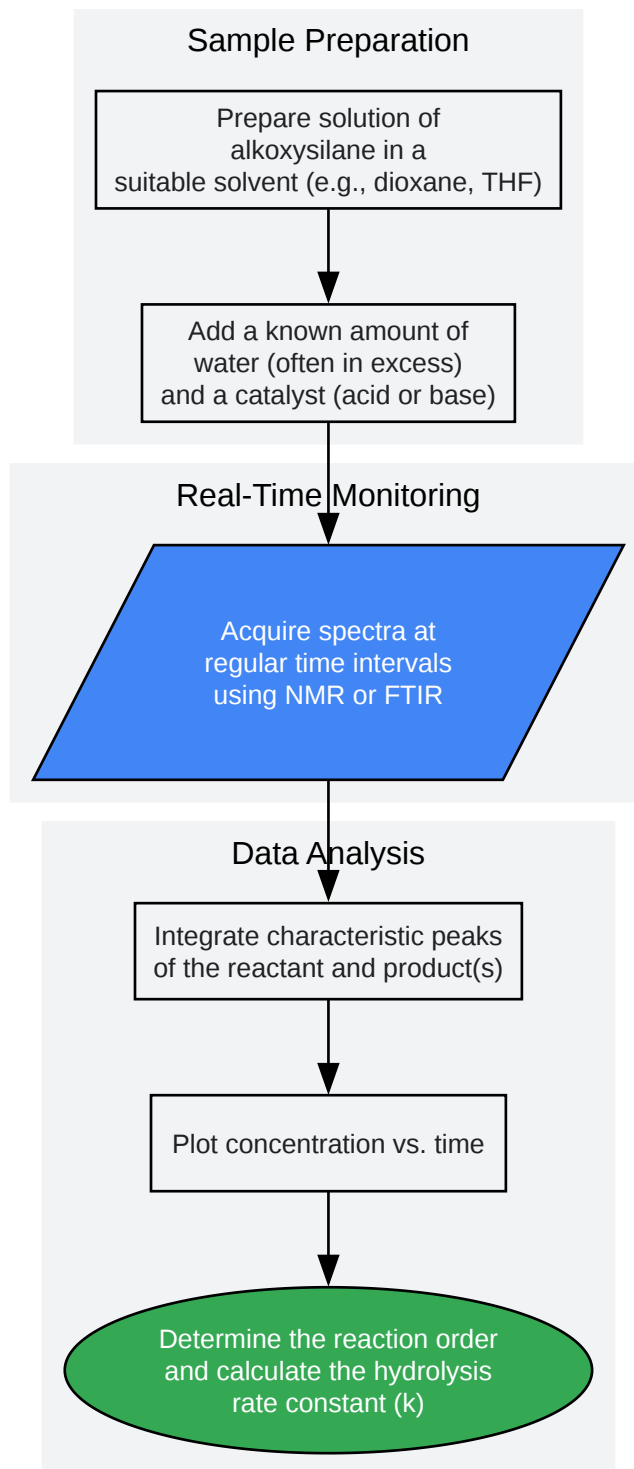 Sample Preparation
Prepare solution of
alkoxysilane in a
suitable solvent (e.g., dioxane, THF)
Add a known amount of
water (often in excess)
and a catalyst (acid or base)
Real-Time Monitoring
Acquire spectra at
regular time intervals
using NMR or FTIR
Data Analysis
Integrate characteristic peaks
of the reactant and product(s)
Plot concentration vs. time
Determine the reaction order
and calculate the hydrolysis
rate constant (k)